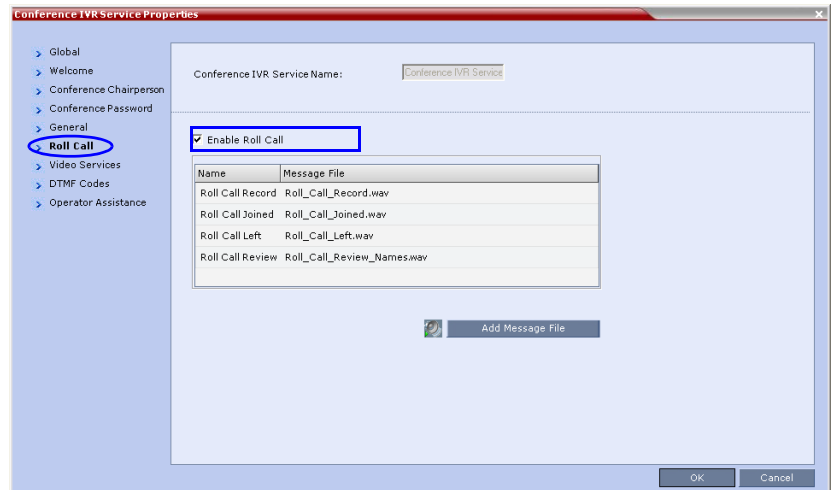 Conference IVR Service Properties
Global
Welcome
Conference Chairperson
Conference Password
General
Roll Call
Video Services
DTMF Codes
Operator Assistance
Conference IVR Service Name: Conference IVR Service
Enable Roll Call
Name Message File
Roll Call Record Roll_Call_Record.wav
Roll Call Joined Roll_Call_Joined.wav
Roll Call Left Roll_Call_Left.wav
Roll Call Review Roll_Call_Review_Names.wav
Add Message File
OK Cancel